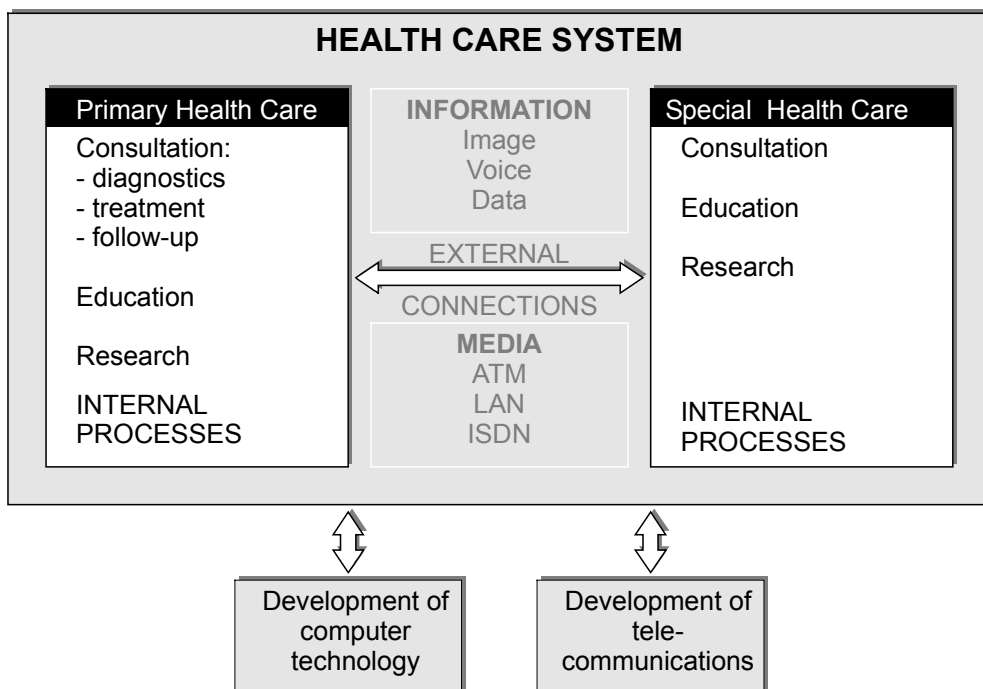 HEALTH CARE SYSTEM
Primary Health Care
Consultation:
- diagnostics
- treatment
- follow-up
Education
Research
INTERNAL
PROCESSES
INFORMATION
Image
Voice
Data
EXTERNAL
CONNECTIONS
MEDIA
ATM
LAN
ISDN
Special Health Care
Consultation
Education
Research
INTERNAL
PROCESSES
Development of
computer
technology
Development of
tele-
communications